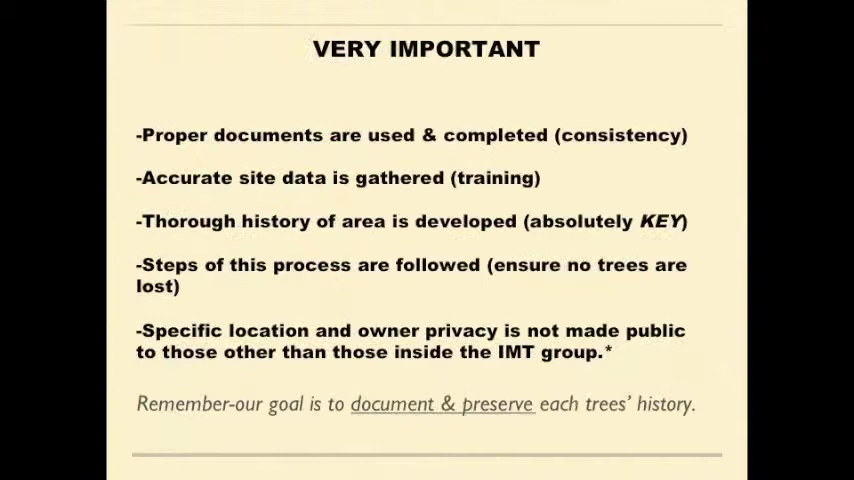 VERY IMPORTANT
-Proper documents are used & completed (consistency)
-Accurate site data is gathered (training)
-Thorough history of area is developed (absolutely KEY)
-Steps of this process are followed (ensure no trees are
lost)
-Specific location and owner privacy is not made public
to those other than those inside the IMT group.*
Remember-our goal is to document & preserve each trees’ history.